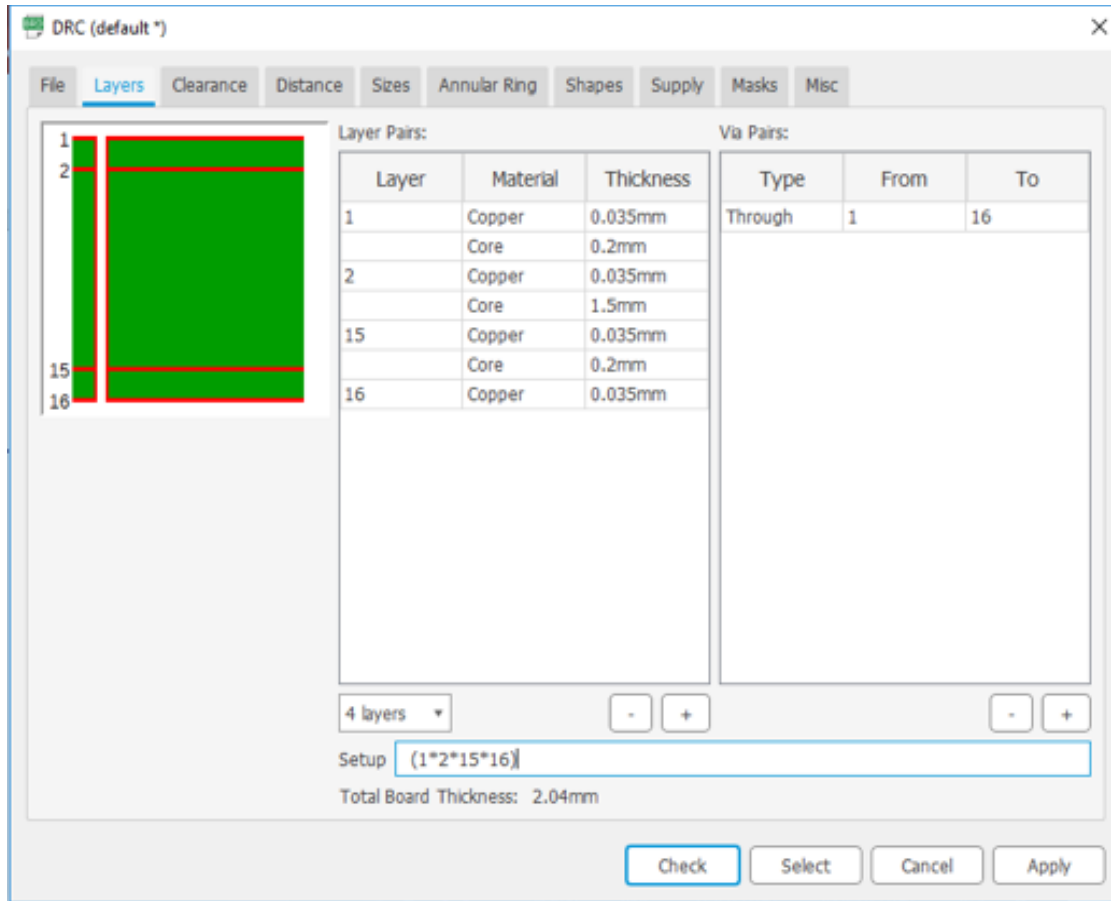 DRC (default *)
File Layers Clearance Distance Sizes Annular Ring Shapes Supply Masks Misc
1
2
15
16
Layer Pairs:
Layer Material Thickness
1 Copper 0.035mm
Core 0.2mm
2 Copper 0.035mm
Core 1.5mm
15 Copper 0.035mm
Core 0.2mm
16 Copper 0.035mm
4 layers - +
Via Pairs:
Type From To
Through 1 16
- +
Setup (1*2*15*16)
Total Board Thickness: 2.04mm
Check Select Cancel Apply